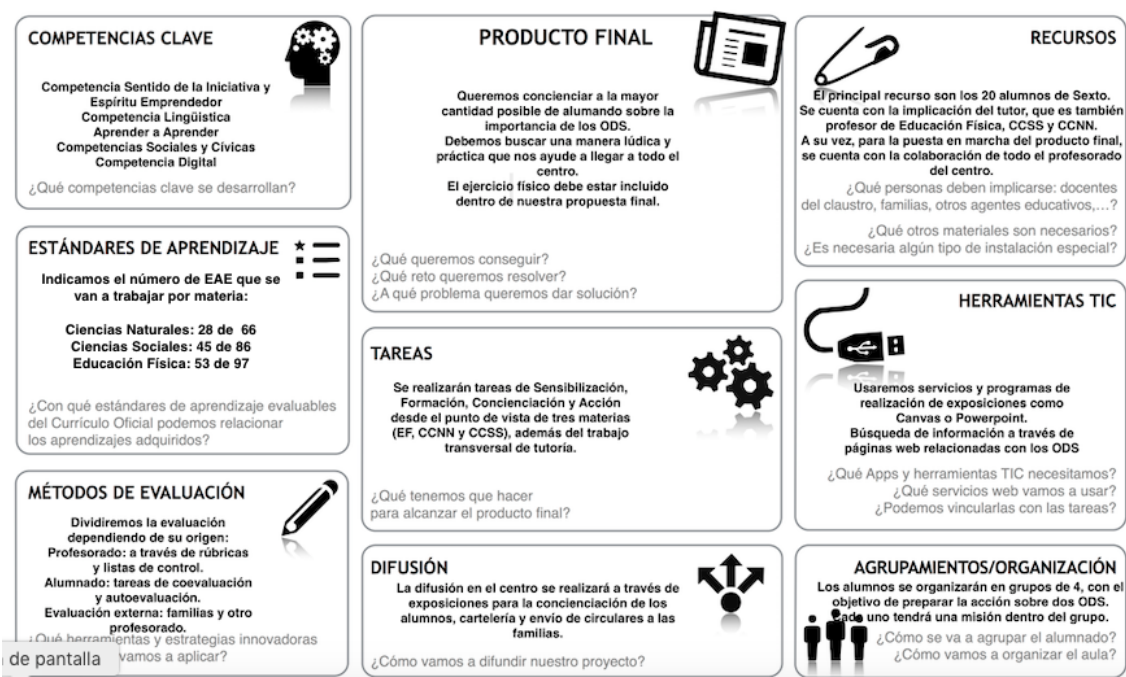 COMPETENCIAS CLAVE
Competencia Sentido de la Iniciativa y
Espíritu Emprendedor
Competencia Lingüistica
Aprender a Aprender
Competencias Sociales y Cívicas
Competencia Digital
¿Qué competencias clave se desarrollan?
ESTÁNDARES DE APRENDIZAJE
Indicamos el número de EAE que se
van a trabajar por materia:
Ciencias Naturales: 28 de 66
Ciencias Sociales: 45 de 86
Educación Física: 53 de 97
¿Con qué estándares de aprendizaje evaluables
del Currículo Oficial podemos relacionar
los aprendizajes adquiridos?
MÉTODOS DE EVALUACIÓN
Dividiremos la evaluación
dependiendo de su origen:
Profesorado: a través de rúbricas
y listas de control.
Alumnado: tareas de coevaluación
y autoevaluación.
Evaluación externa: familias y otro
profesorado.
¿Qué herramientas y estrategias innovadoras
vamos a aplicar?
de pantalla
PRODUCTO FINAL
Queremos concienciar a la mayor
cantidad posible de alumando sobre la
importancia de los ODS.
Debemos buscar una manera lúdica y
práctica que nos ayude a llegar a todo el
centro.
El ejercicio físico debe estar incluido
dentro de nuestra propuesta final.
¿Qué queremos conseguir?
¿Qué reto queremos resolver?
¿A qué problema queremos dar solución?
TAREAS
Se realizarán tareas de Sensibilización,
Formación, Concienciación y Acción
desde el punto de vista de tres materias
(EF, CCNN y CCSS), además del trabajo
transversal de tutoría.
¿Qué tenemos que hacer
para alcanzar el producto final?
DIFUSIÓN
La difusión en el centro se realizará a través de
exposiciones para la concienciación de los
alumnos, cartelería y envío de circulares a las
familias.
¿Cómo vamos a difundir nuestro proyecto?
RECURSOS
El principal recurso son los 20 alumnos de Sexto.
Se cuenta con la implicación del tutor, que es también
profesor de Educación Física, CCSS y CCNN.
A su vez, para la puesta en marcha del producto final,
se cuenta con la colaboración de todo el profesorado
del centro.
¿Qué personas deben implicarse: docentes
del claustro, familias, otros agentes educativos,...?
¿Qué otros materiales son necesarios?
¿Es necesaria algún tipo de instalación especial?
HERRAMIENTAS TIC
Usaremos servicios y programas de
realización de exposiciones como
Canvas o Powerpoint.
Búsqueda de información a través de
páginas web relacionadas con los ODS
¿Qué Apps y herramientas TIC necesitamos?
¿Qué servicios web vamos a usar?
¿Podemos vincularlas con las tareas?
AGRUPAMIENTOS/ORGANIZACIÓN
Los alumnos se organizarán en grupos de 4, con el
objetivo de preparar la acción sobre dos ODS.
Cada uno tendrá una misión dentro del grupo.
¿Cómo se va a agrupar el alumnado?
¿Cómo vamos a organizar el aula?